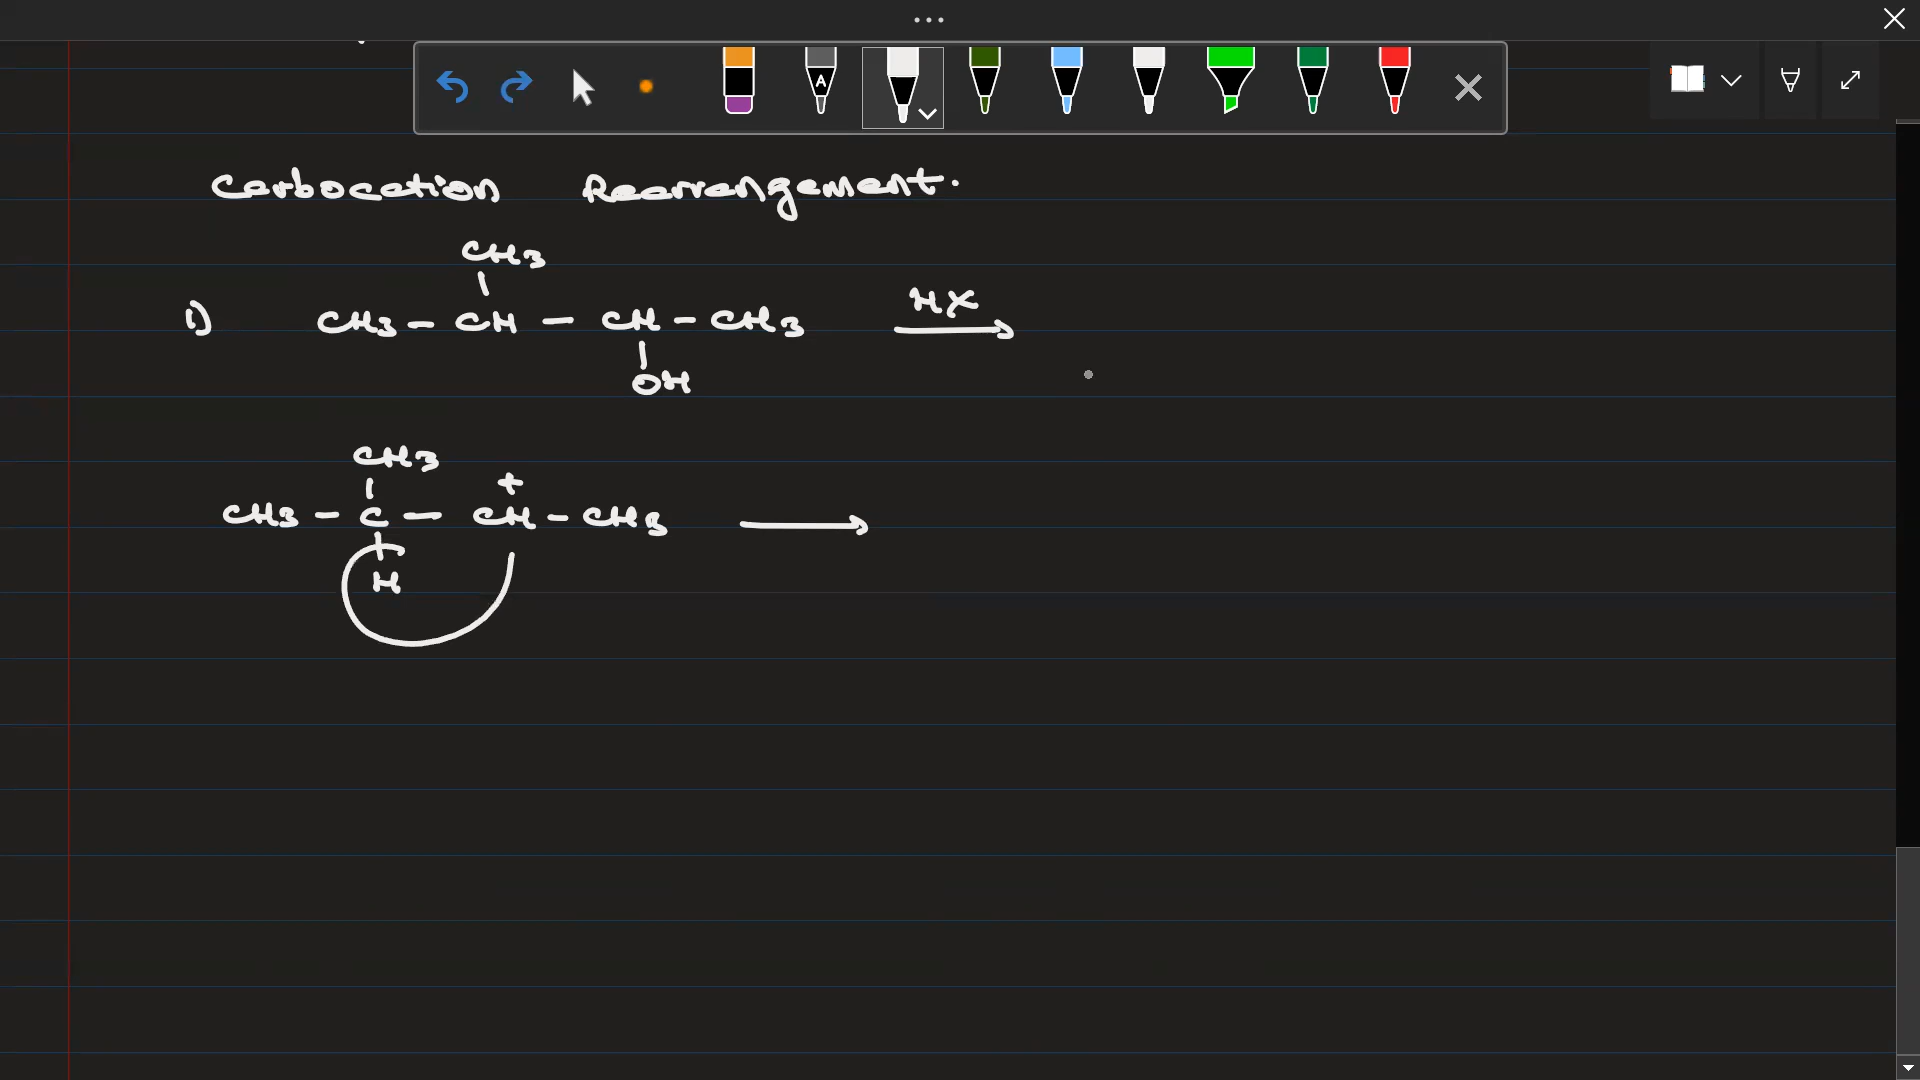 Carbocation Rearrangement.
CH3
1) CH3 - CH - CH - CH3 HX →
OH
CH3
CH3 - C - CH - CH3 →
+
H
A